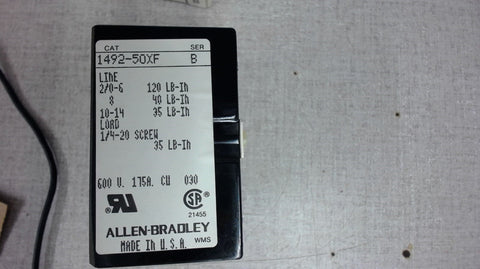 CAT SER
1492-50XF B
LINE
2/0-6 120 LB-In
8 40 LB-In
10-14 35 LB-In
LOAD
1/4-20 SCREW
35 LB-In
600 V. 175A. CU 030
SA
21455
ALLEN-BRADLEY
MADE In U.S.A. WMS